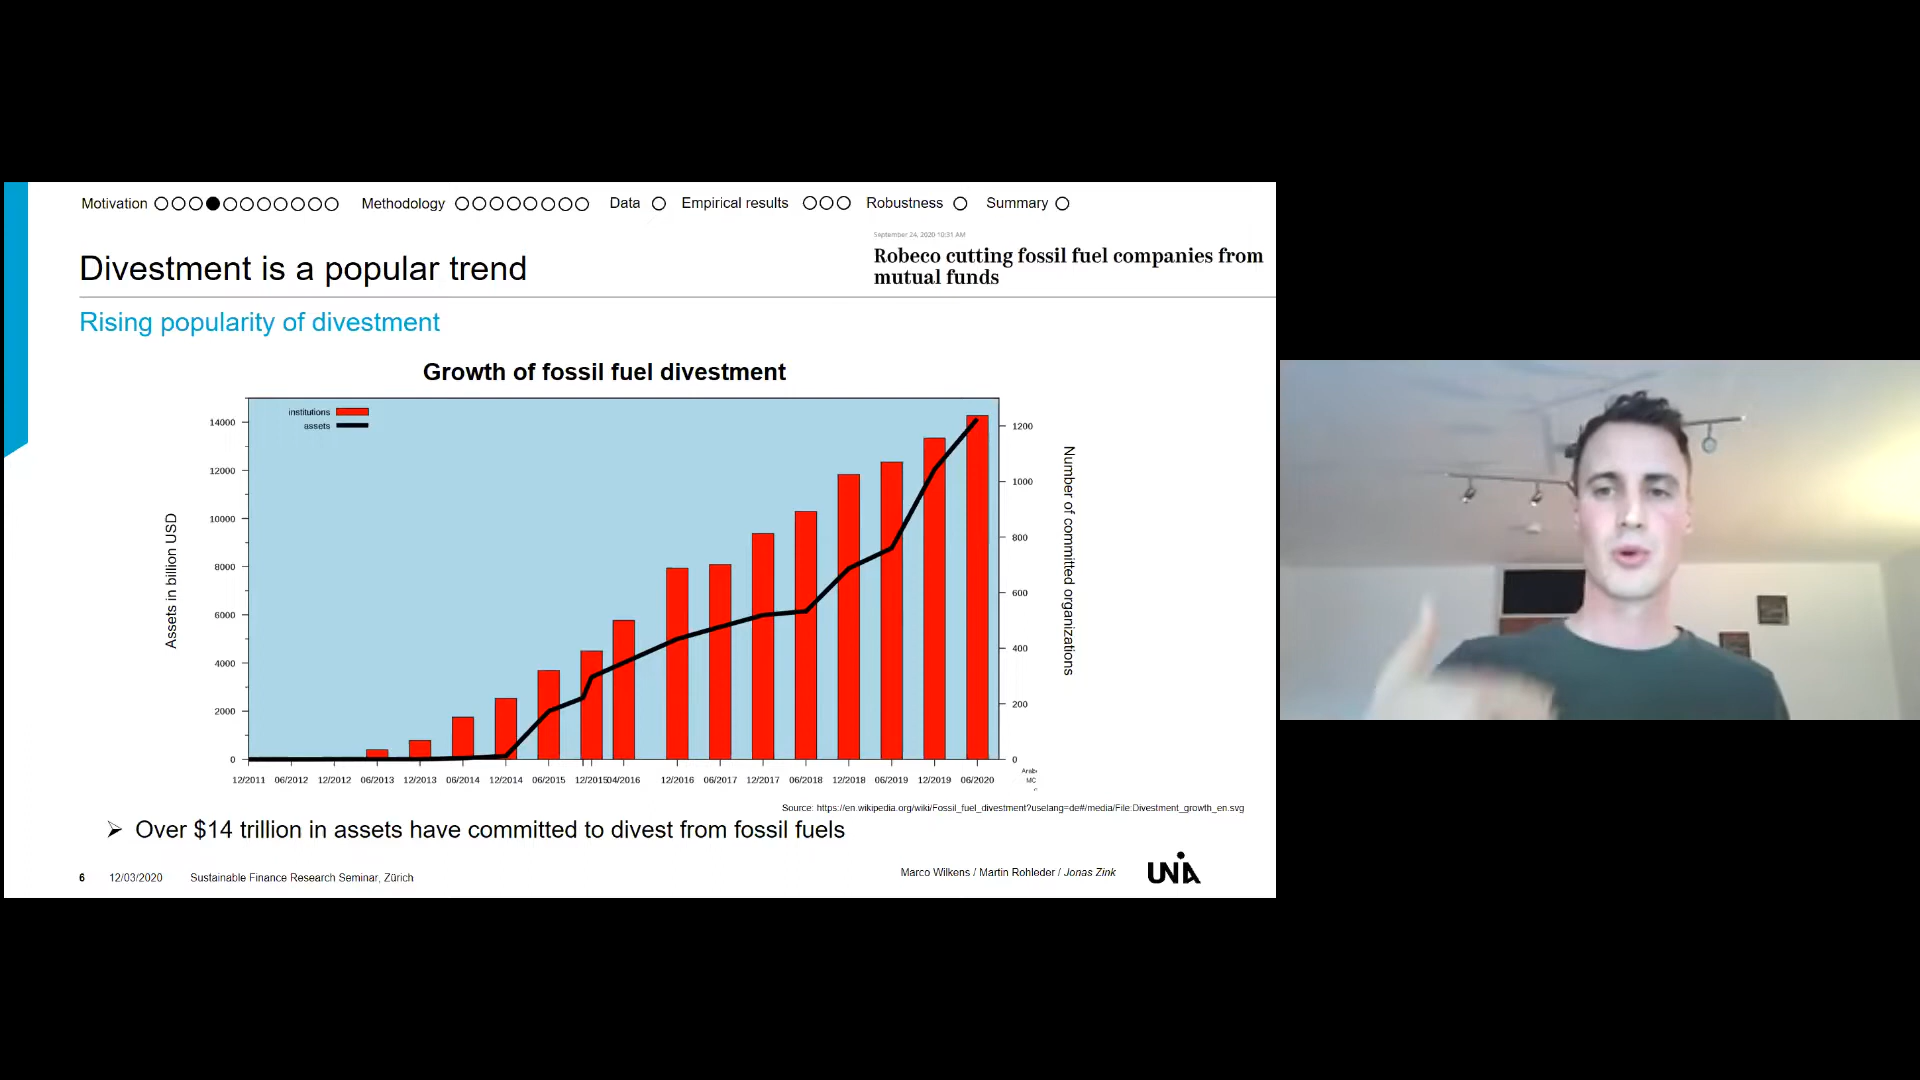 Motivation Methodology Data Empirical results Robustness Summary
September 24, 2020 10:31 AM
Robeco cutting fossil fuel companies from
mutual funds
Divestment is a popular trend
Rising popularity of divestment
Growth of fossil fuel divestment
institutions
assets
Assets in billion USD
14000
12000
10000
8000
6000
4000
2000
0
1200
1000
800
600
400
200
0
Number of committed organizations
12/2011 06/2012 12/2012 06/2013 12/2013 06/2014 12/2014 06/2015 12/2015 04/2016 12/2016 06/2017 12/2017 06/2018 12/2018 06/2019 12/2019 06/2020
Source: https://en.wikipedia.org/wiki/Fossil_fuel_divestment?uselang=de#/media/File:Divestment_growth_en.svg
➢ Over $14 trillion in assets have committed to divest from fossil fuels
6 12/03/2020 Sustainable Finance Research Seminar, Zürich
Marco Wilkens / Martin Rohleder / Jonas Zink
UNIA